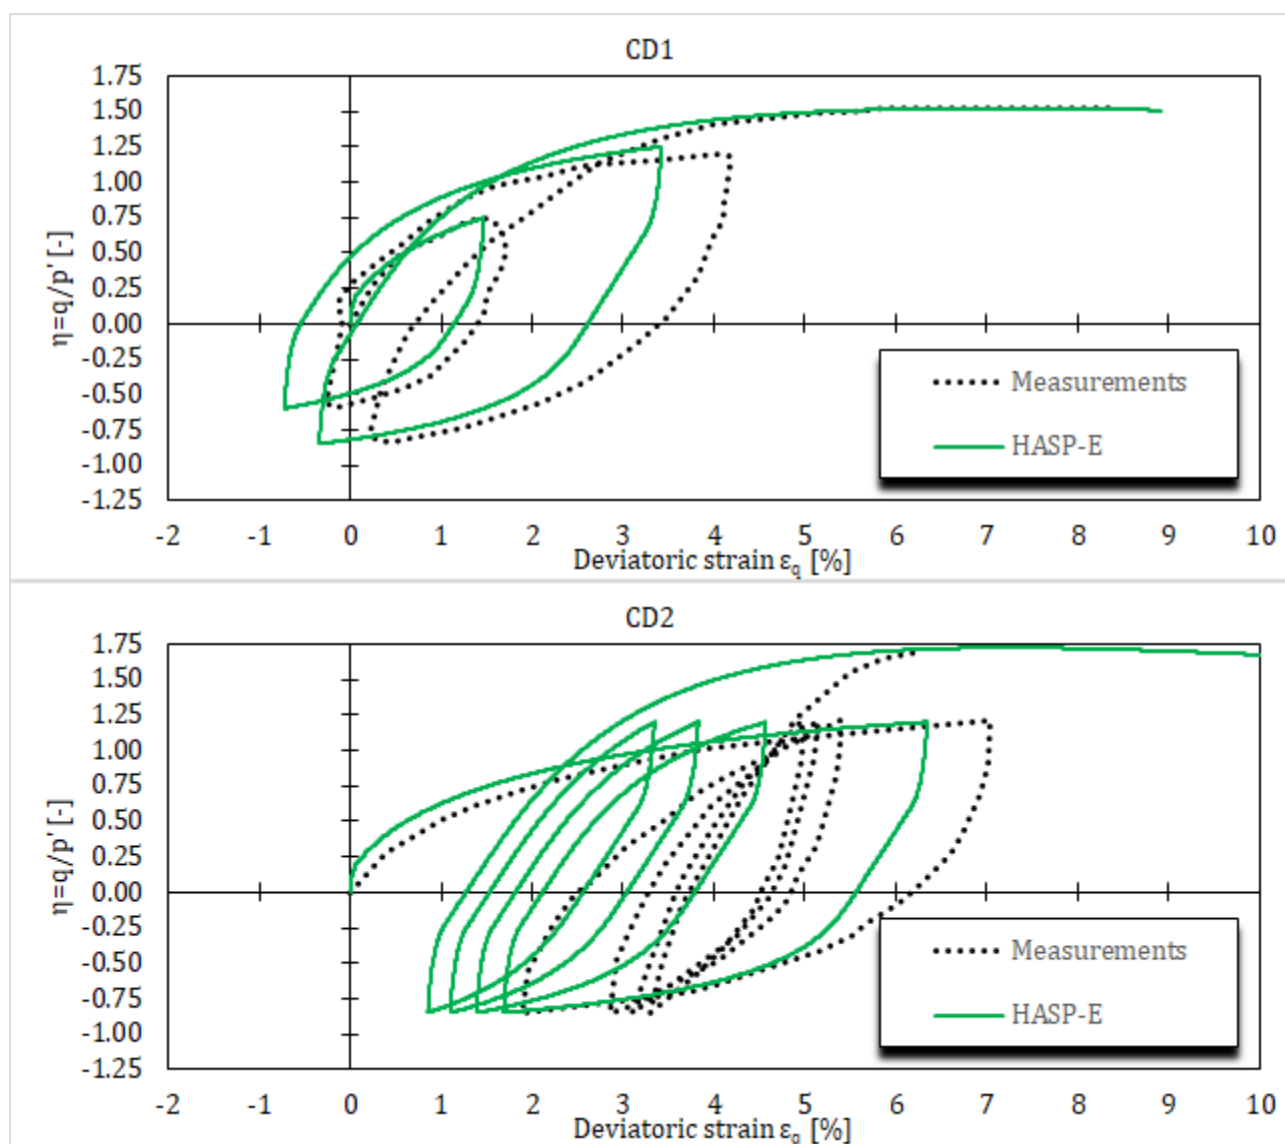 CD1
1.75
1.50
1.25
1.00
0.75
0.50
0.25
0.00
-0.25
-0.50
-0.75
-1.00
-1.25
η=q/p' [-]
Measurements
HASP-E
-2 -1 0 1 2 3 4 5 6 7 8 9 10
Deviatoric strain εq [%]
CD2
1.75
1.50
1.25
1.00
0.75
0.50
0.25
0.00
-0.25
-0.50
-0.75
-1.00
-1.25
η=q/p' [-]
Measurements
HASP-E
-2 -1 0 1 2 3 4 5 6 7 8 9 10
Deviatoric strain εq [%]